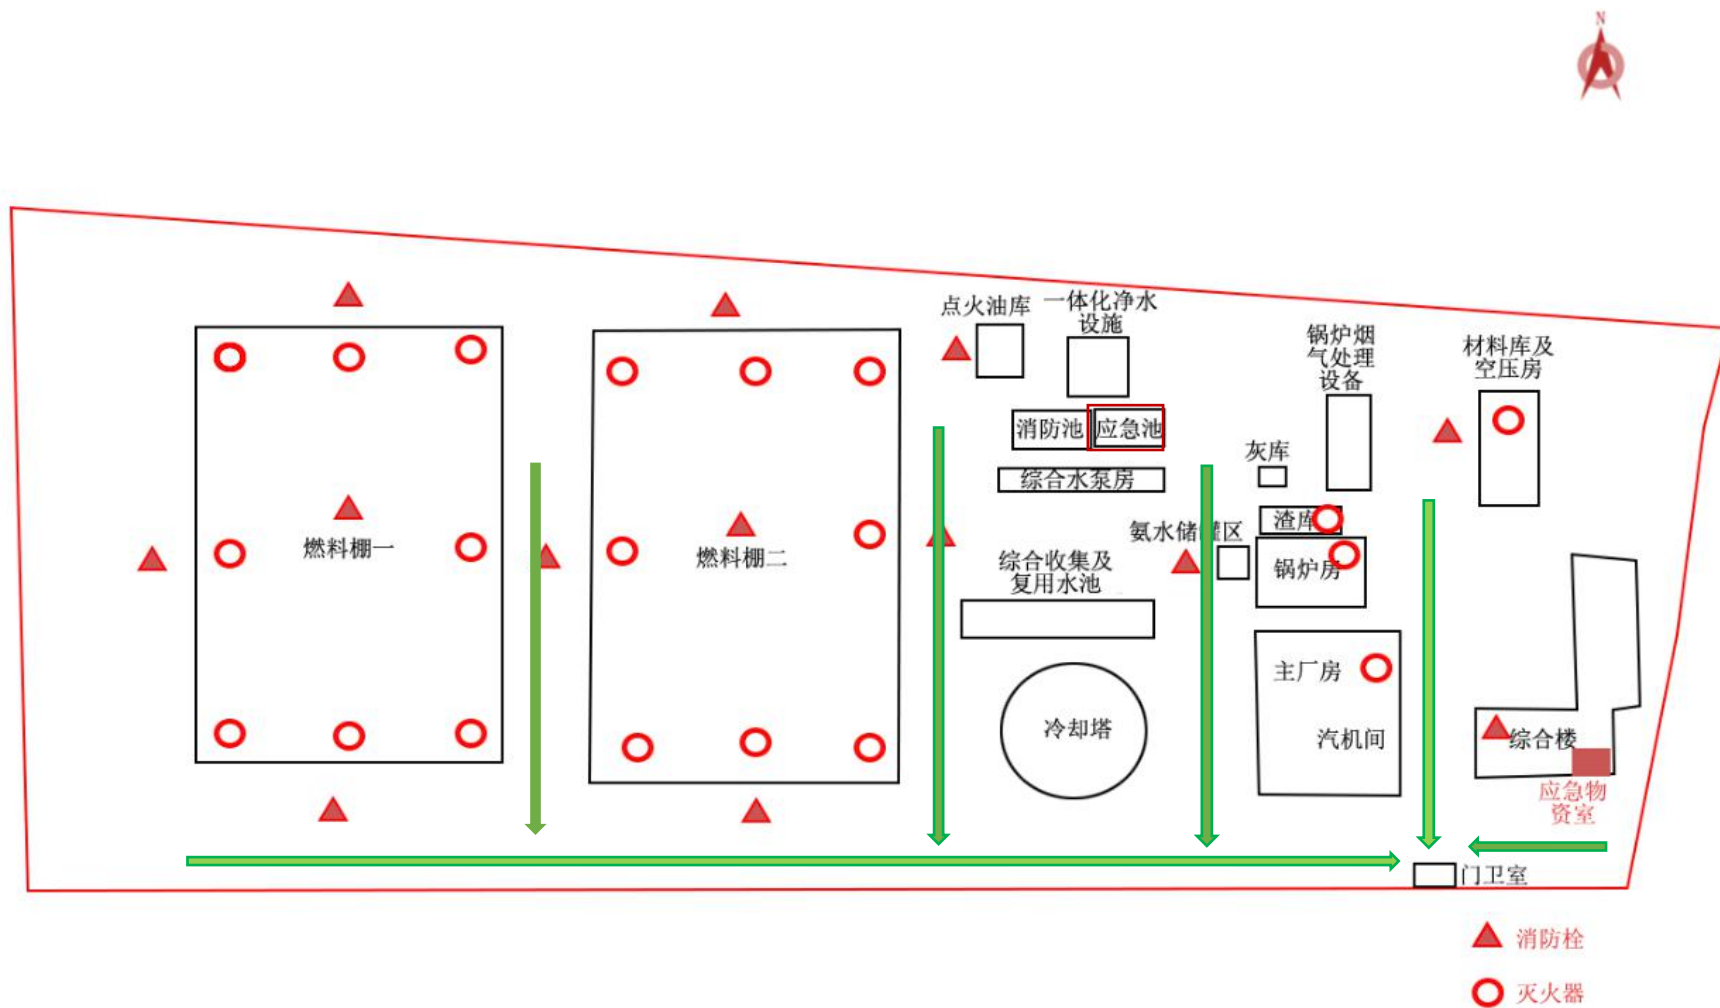 N
点火油库
一体化净水
设施
锅炉烟
气处理
设备
材料库及
空压房
消防池
应急池
灰库
综合水泵房
渣库
氨水储罐区
燃料棚一
燃料棚二
综合收集及
复用水池
锅炉房
主厂房
冷却塔
汽机间
综合楼
应急物
资室
门卫室
消防栓
灭火器